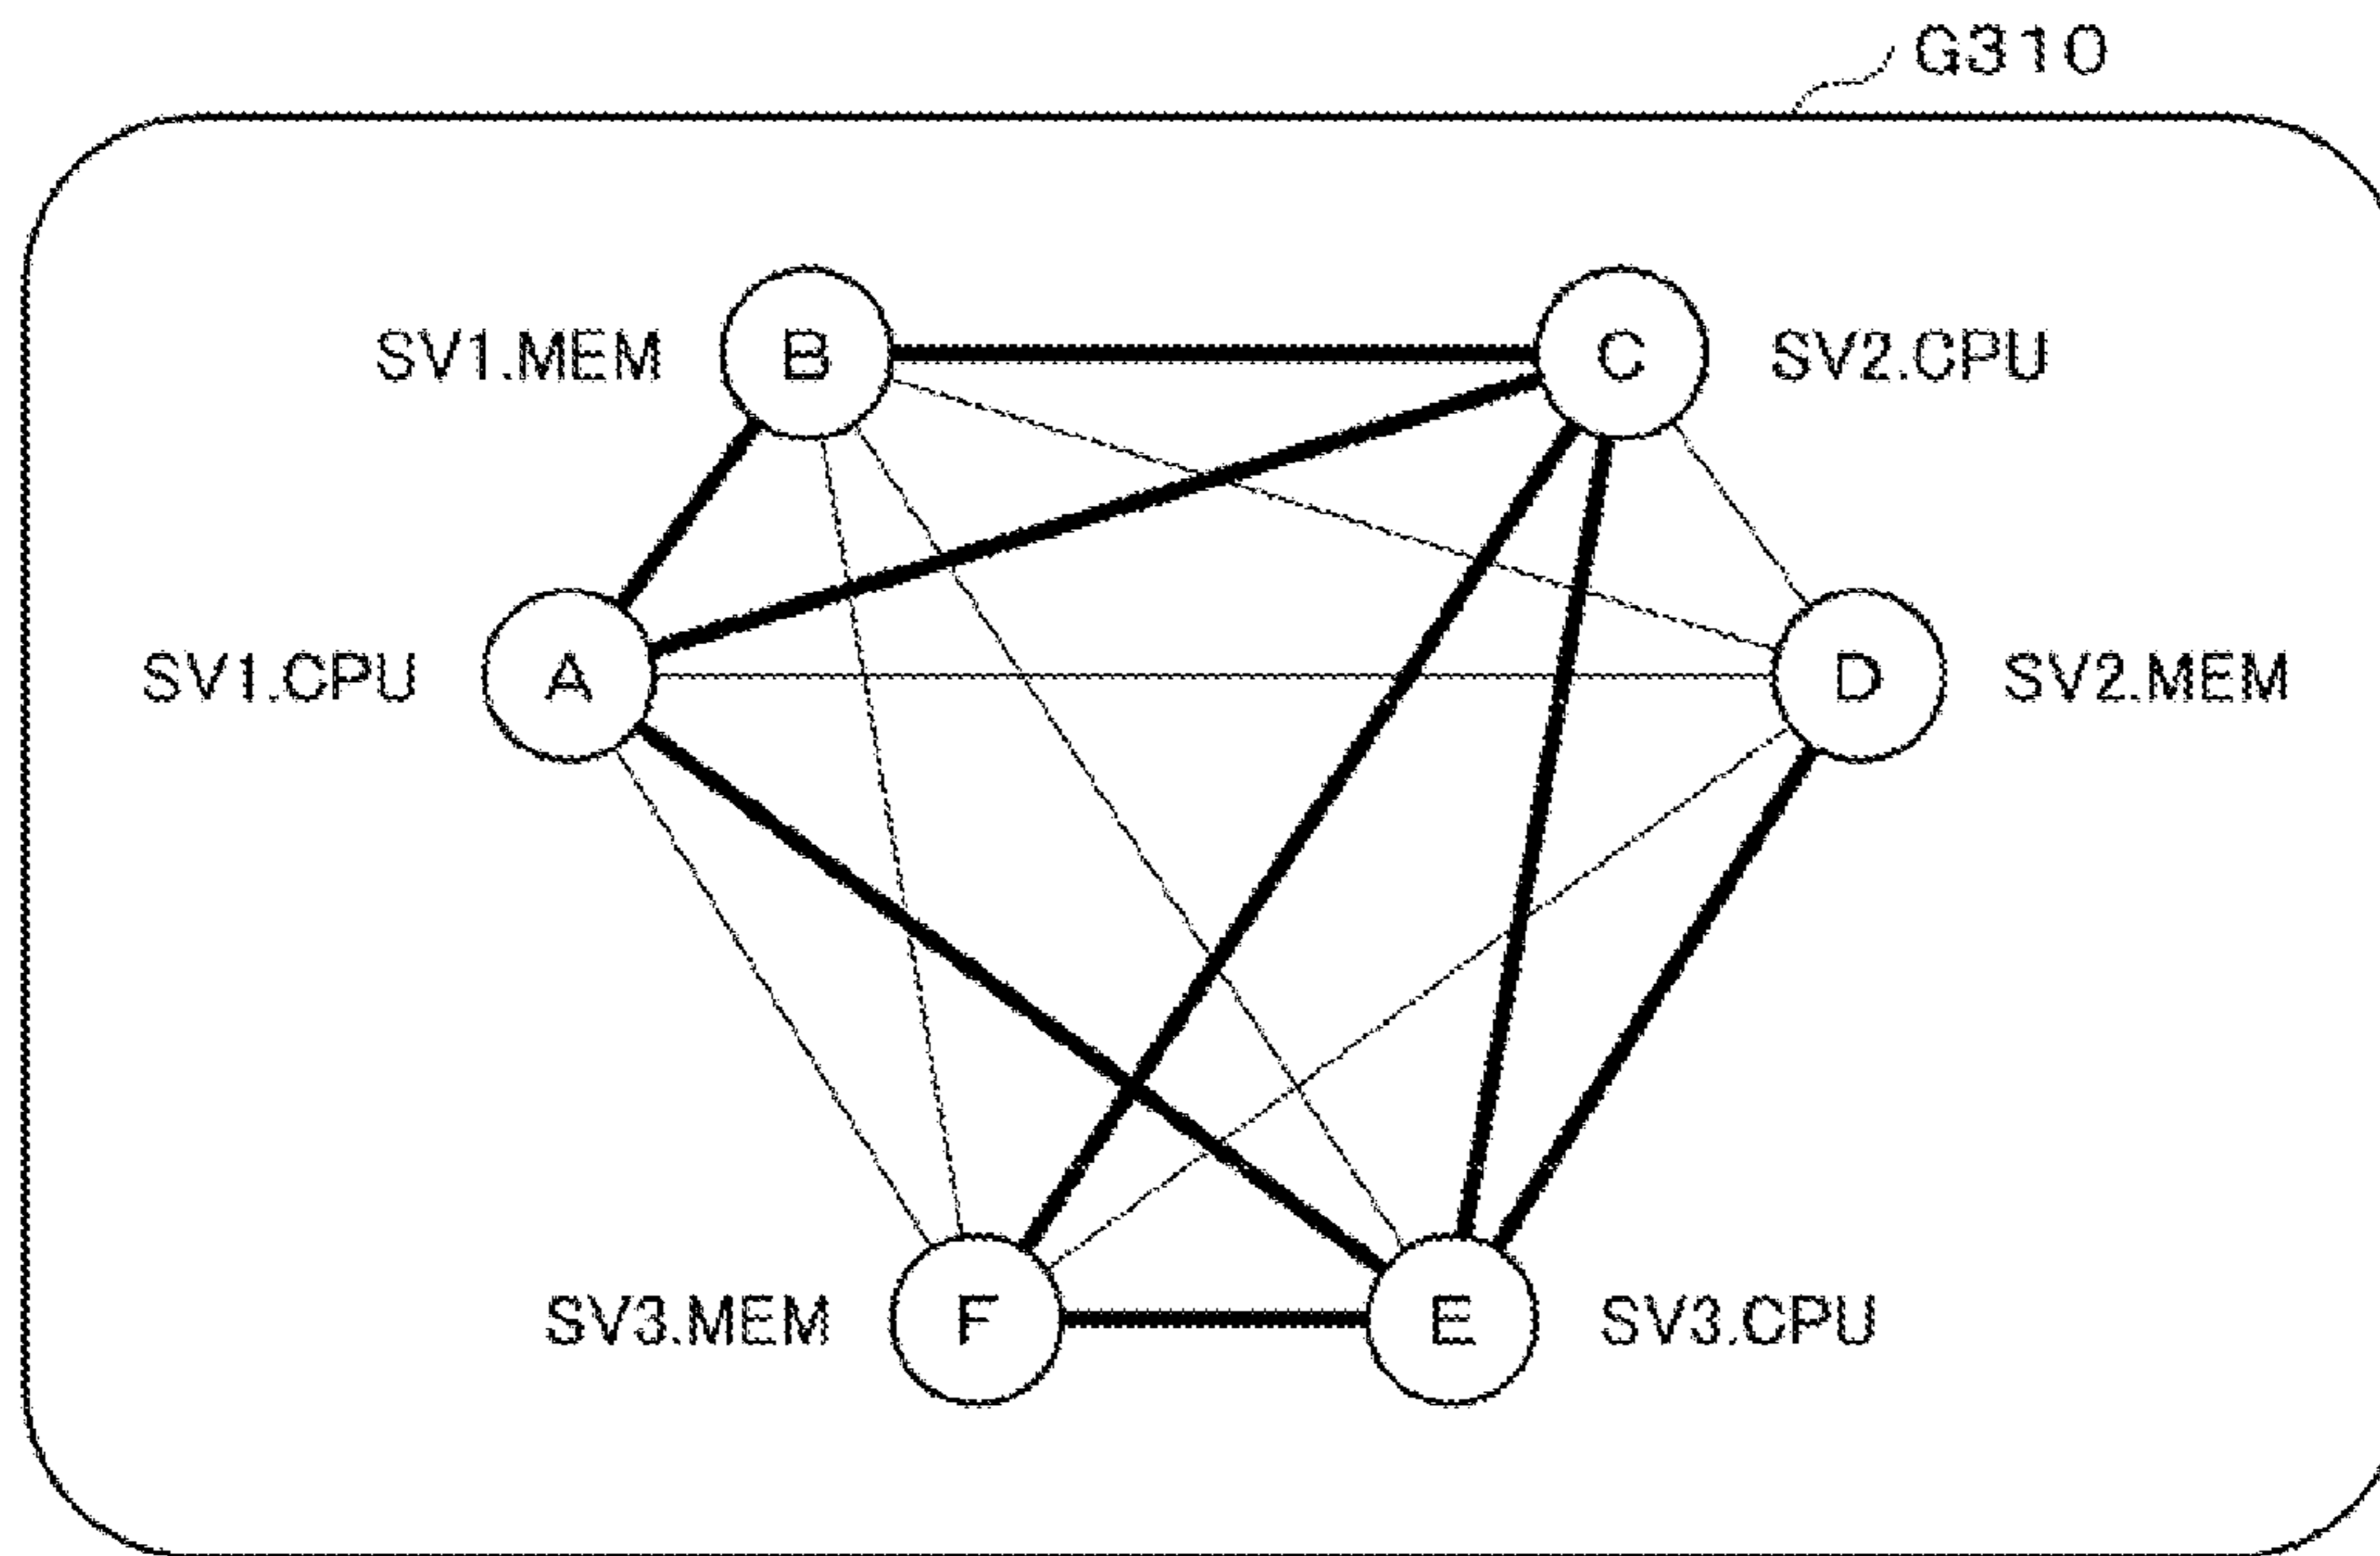 G310
SV1.MEM B C SV2.CPU
SV1.CPU A D SV2.MEM
SV3.MEM F E SV3.CPU